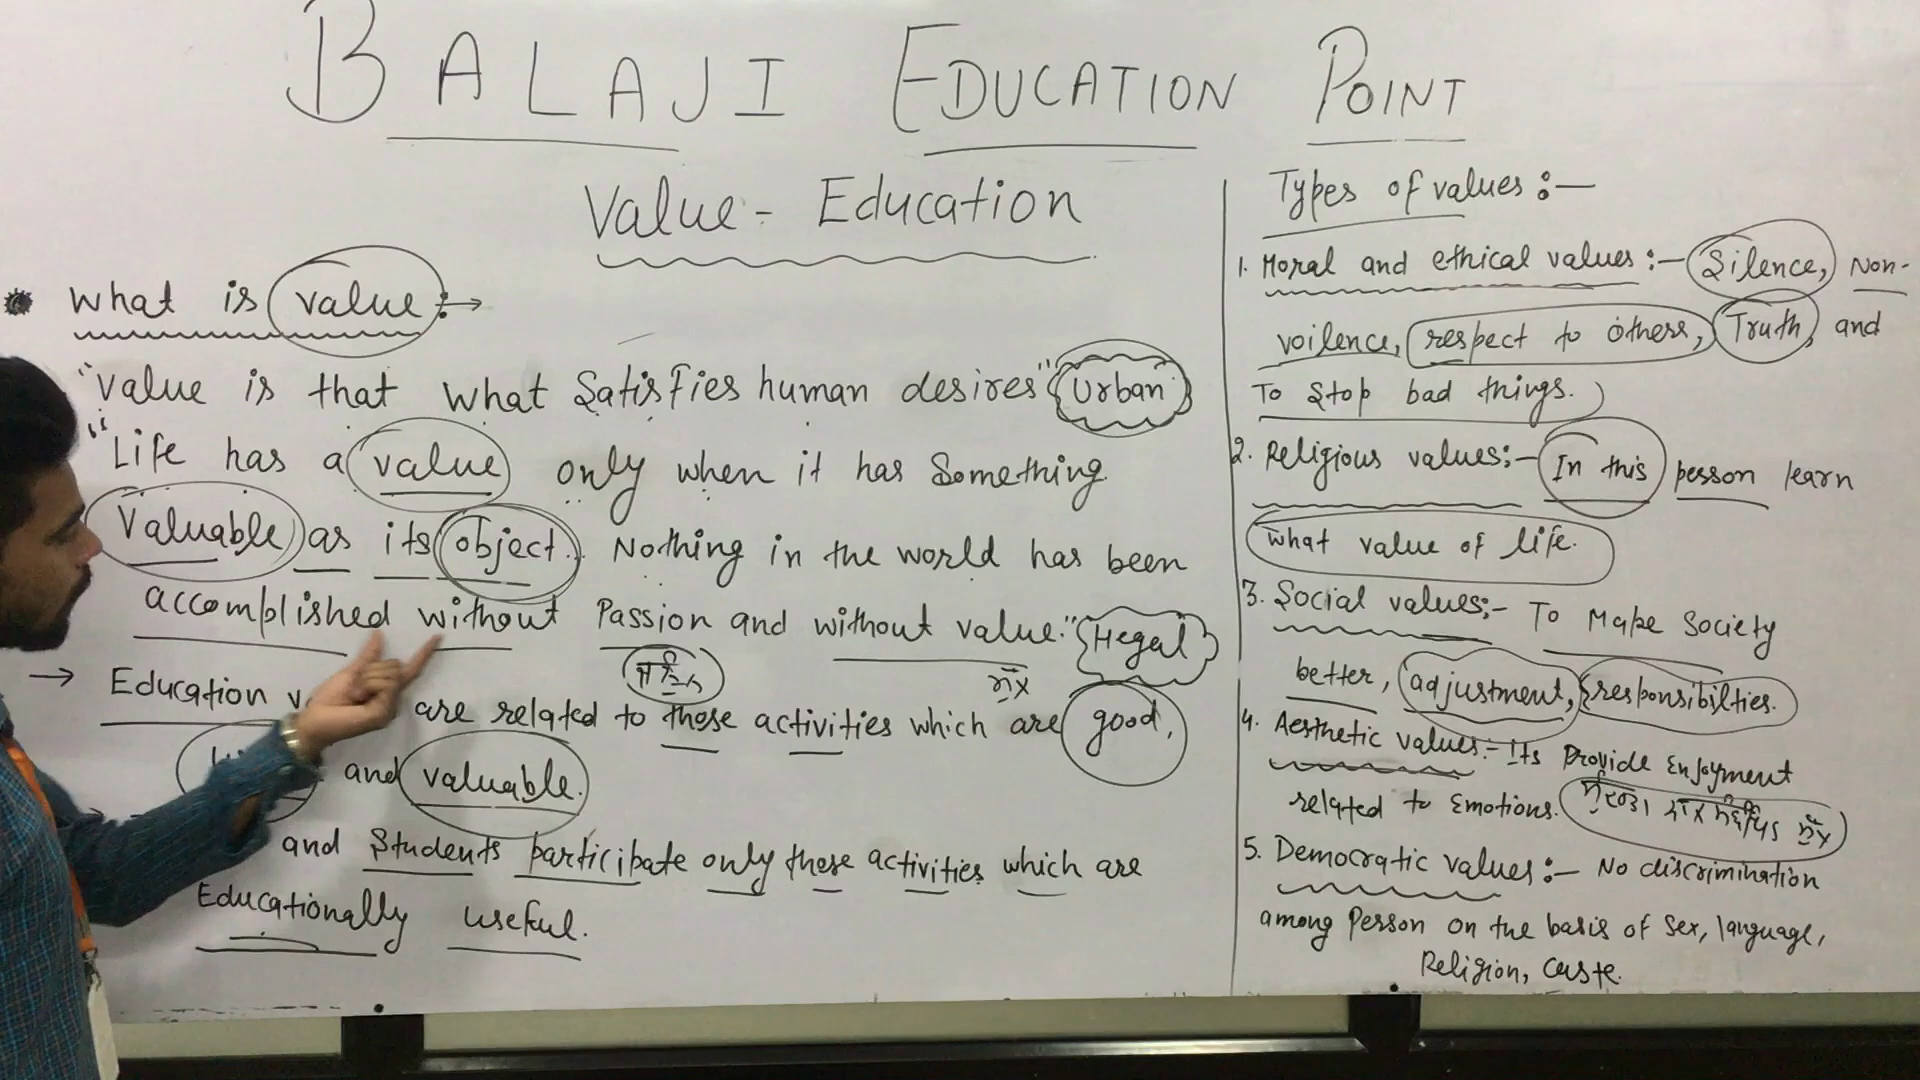 BALAJI EDUCATION POINT
Value - Education
What is value :→
"Value is that what Satisfies human desires" Urban
"Life has a value only when it has Something
Valuable as its object. Nothing in the world has been
accomplished without Passion and without value." Hegal
→ Education are related to those activities which are good,
and valuable.
and Students participate only those activities which are
Educationally useful.
Types of values :—
1. Moral and ethical values :— Silence, Non-
voilence, respect to others, Truth, and
To Stop bad things.
2. Religious values :— In this person learn
what value of life.
3. Social values :- To Make Society
better, adjustment, responsibilties.
4. Aesthetic values :- Its Provide Enjoyment
related to Emotions.
5. Democratic values :— No discrimination
among Person on the basis of Sex, language,
Religion, Caste.